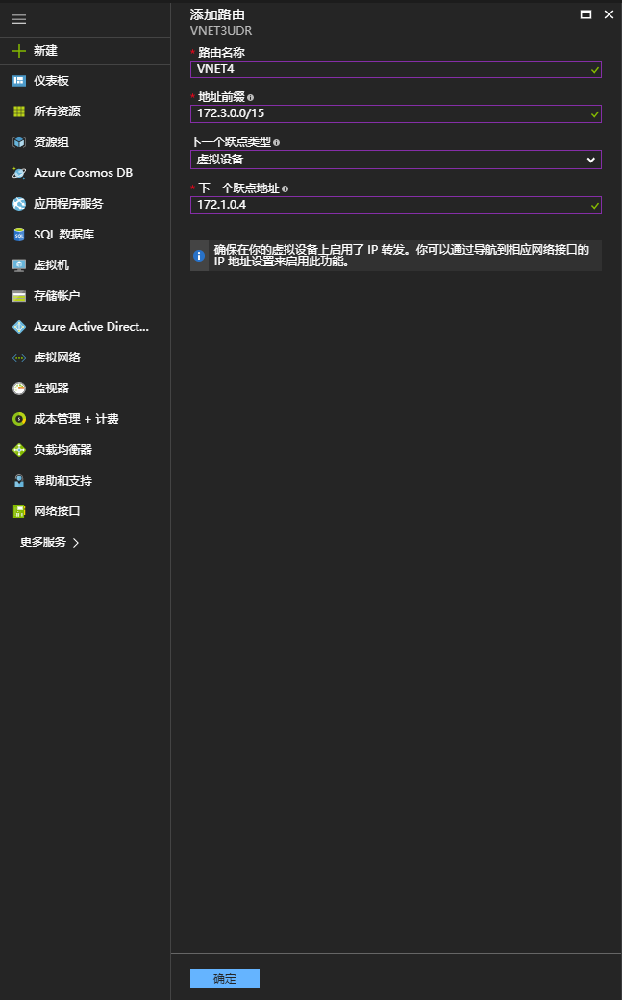 添加路由
VNET3UDR
新建
仪表板
所有资源
资源组
Azure Cosmos DB
应用程序服务
SQL 数据库
虚拟机
存储帐户
Azure Active Direct...
虚拟网络
监视器
成本管理 + 计费
负载均衡器
帮助和支持
网络接口
更多服务
* 路由名称
VNET4
* 地址前缀
172.3.0.0/15
下一个跃点类型
虚拟设备
* 下一个跃点地址
172.1.0.4
确保在你的虚拟设备上启用了 IP 转发。你可以通过导航到相应网络接口的
IP 地址设置来启用此功能。
确定